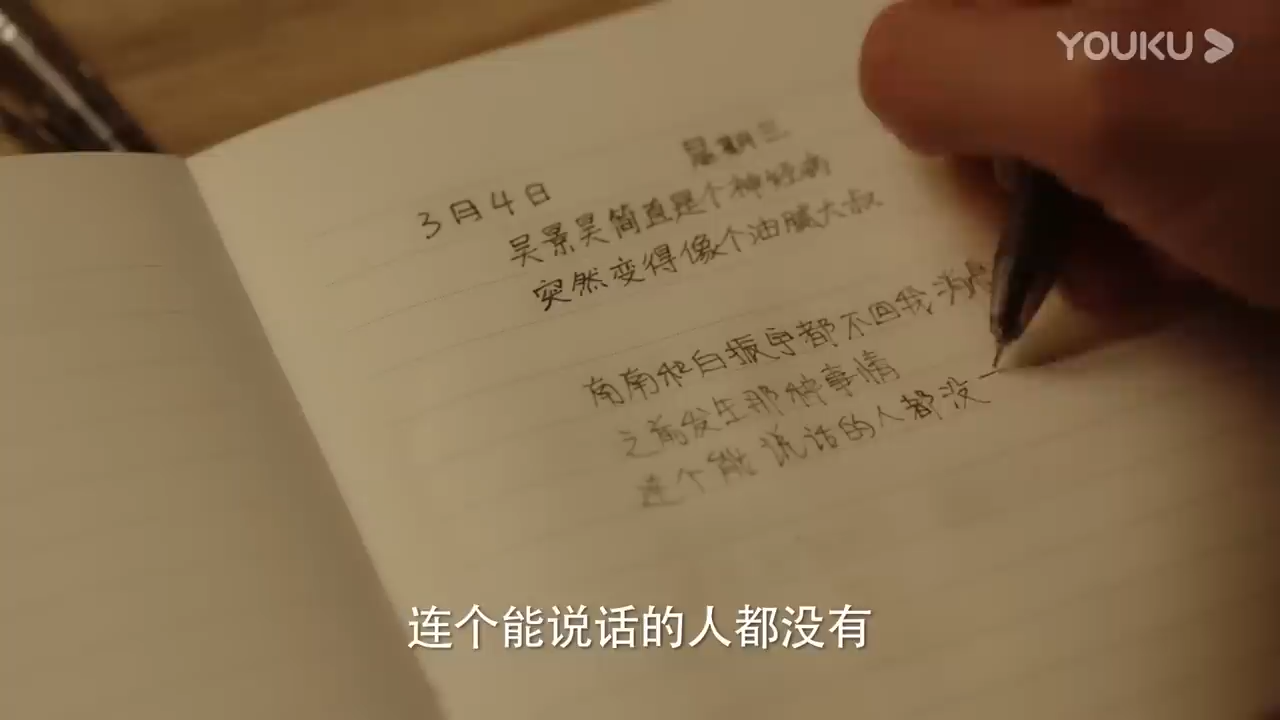 YOUKU
3月4日 星期三
吴景昊简直是个神经病
突然变得像个油腻大叔
南南和白振宇都不回我消息
之前发生那种事情
连个能说话的人都没
连个能说话的人都没有